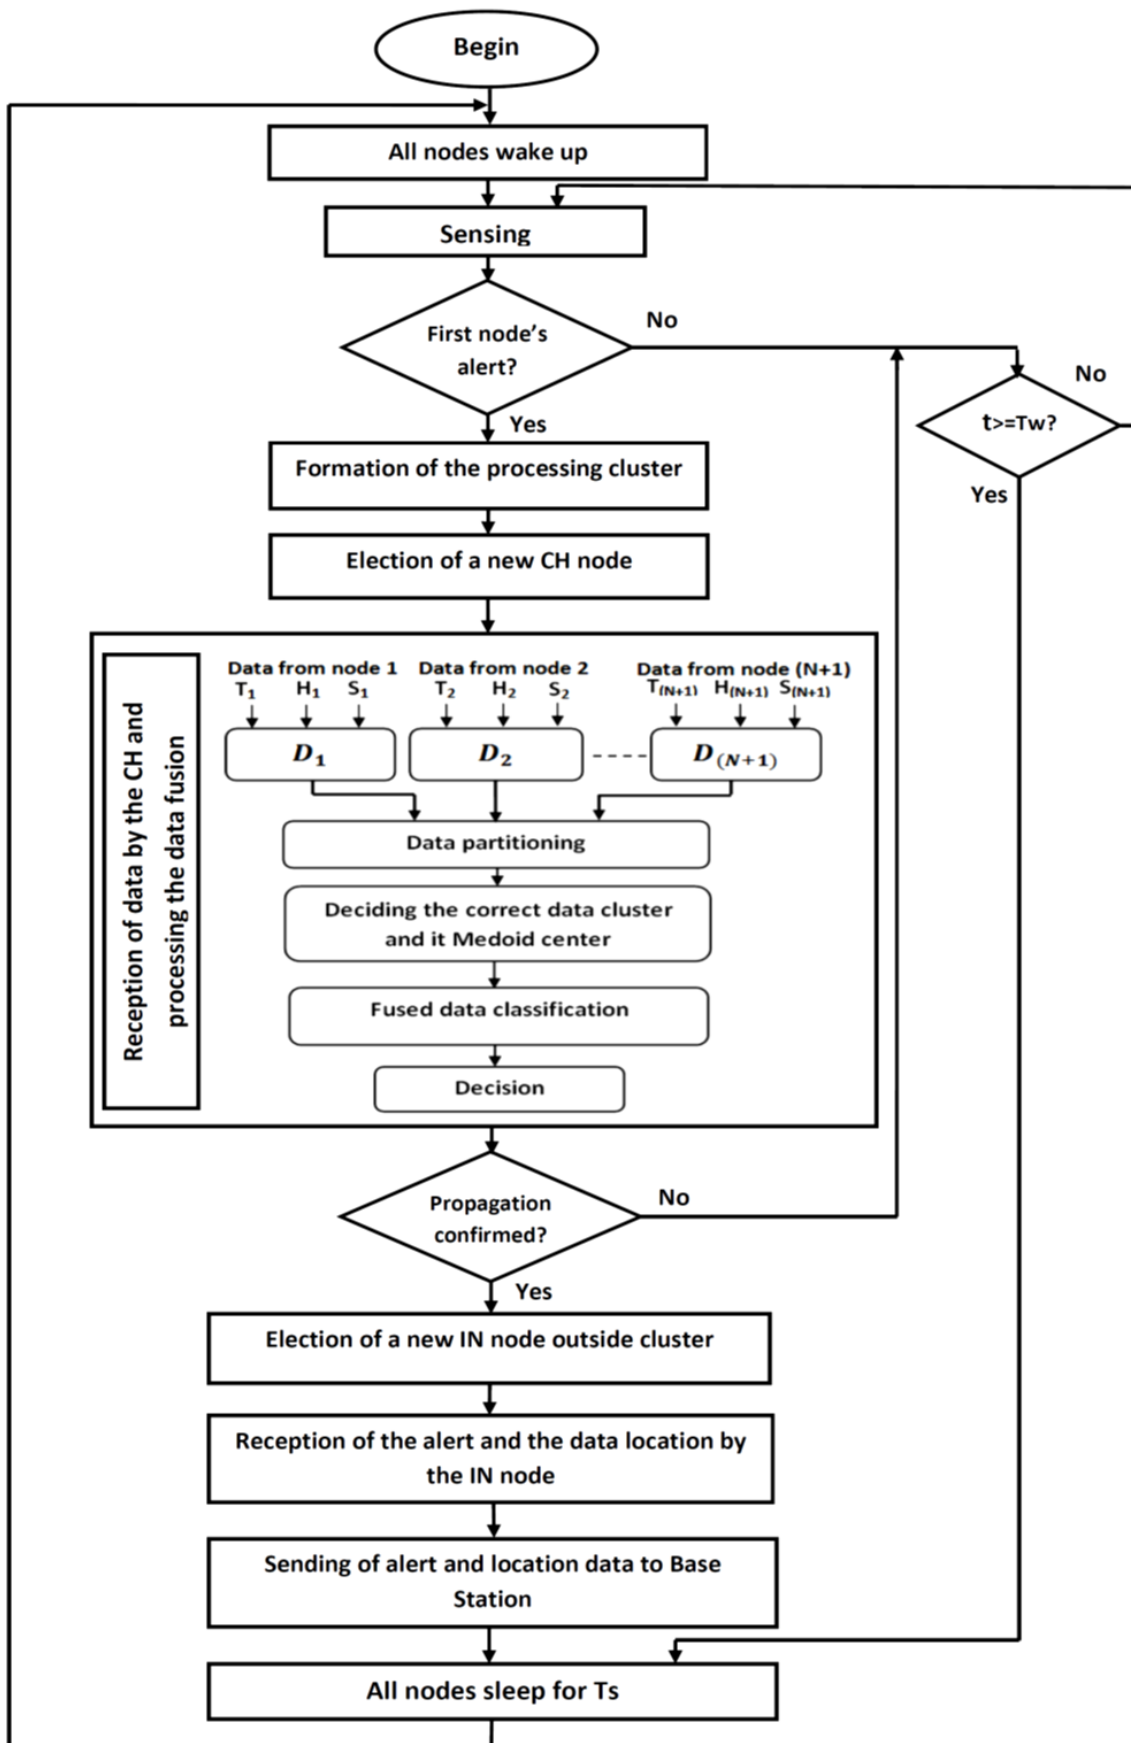 Begin
All nodes wake up
Sensing
First node's
alert?
No
Yes
t>=Tw?
No
Yes
Formation of the processing cluster
Election of a new CH node
Reception of data by the CH and
processing the data fusion
Data from node 1
T1 H1 S1
D1
Data from node 2
T2 H2 S2
D2
Data from node (N+1)
T(N+1) H(N+1) S(N+1)
D(N+1)
Data partitioning
Deciding the correct data cluster
and it Medoid center
Fused data classification
Decision
Propagation
confirmed?
No
Yes
Election of a new IN node outside cluster
Reception of the alert and the data location by
the IN node
Sending of alert and location data to Base
Station
All nodes sleep for Ts